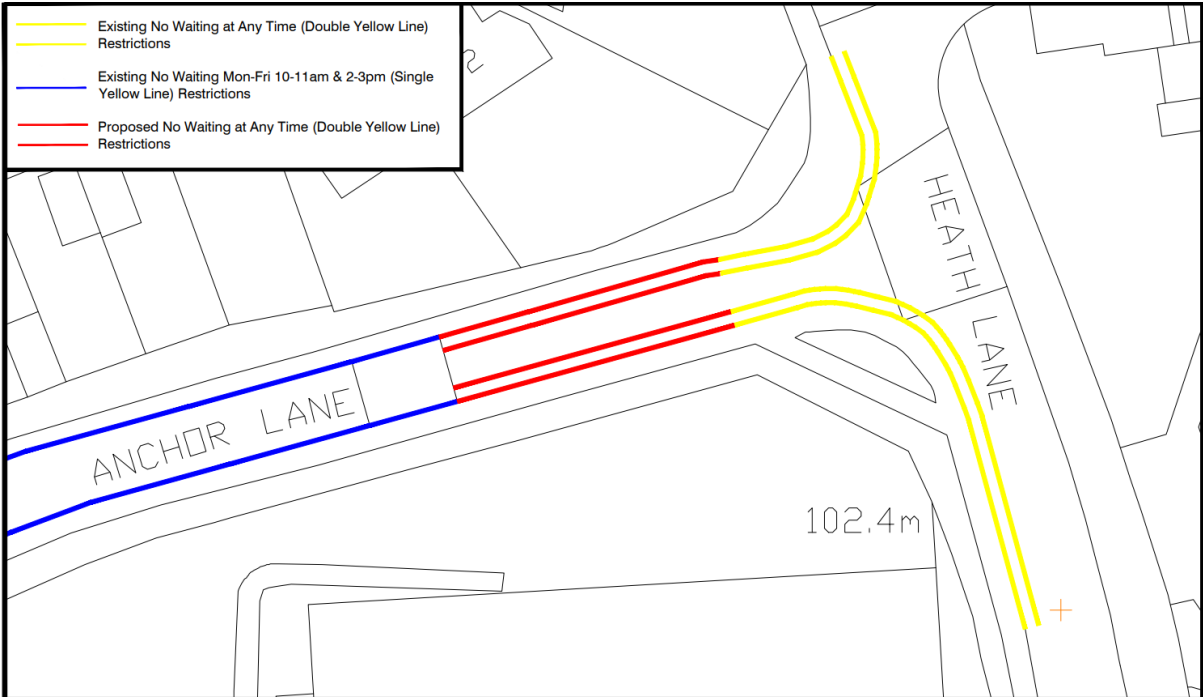 Existing No Waiting at Any Time (Double Yellow Line)
Restrictions
Existing No Waiting Mon-Fri 10-11am & 2-3pm (Single
Yellow Line) Restrictions
Proposed No Waiting at Any Time (Double Yellow Line)
Restrictions
HEATH LANE
ANCHOR LANE
102.4m